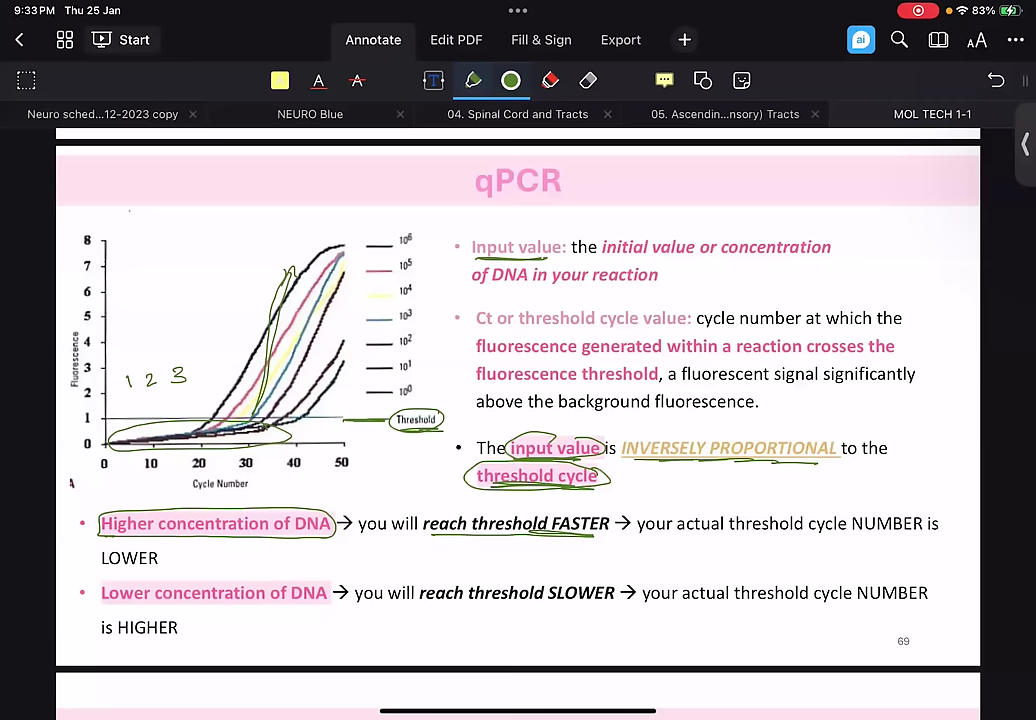 9:33 PM Thu 25 Jan
83%
Start
Annotate
Edit PDF
Fill & Sign
Export
ai
AA
T
A
A
Neuro sched...12-2023 copy
NEURO Blue
04. Spinal Cord and Tracts
05. Ascendin...nsory) Tracts
MOL TECH 1-1
qPCR
8
7
6
5
4
3
2
1
0
Fluorescence
0 10 20 30 40 50
Cycle Number
A
1 2 3
10⁶
10⁵
10⁴
10³
10²
10¹
10⁰
Threshold
• Input value: the initial value or concentration
of DNA in your reaction
• Ct or threshold cycle value: cycle number at which the
fluorescence generated within a reaction crosses the
fluorescence threshold, a fluorescent signal significantly
above the background fluorescence.
• The input value is INVERSELY PROPORTIONAL to the
threshold cycle
• Higher concentration of DNA → you will reach threshold FASTER → your actual threshold cycle NUMBER is
LOWER
• Lower concentration of DNA → you will reach threshold SLOWER → your actual threshold cycle NUMBER
is HIGHER
69